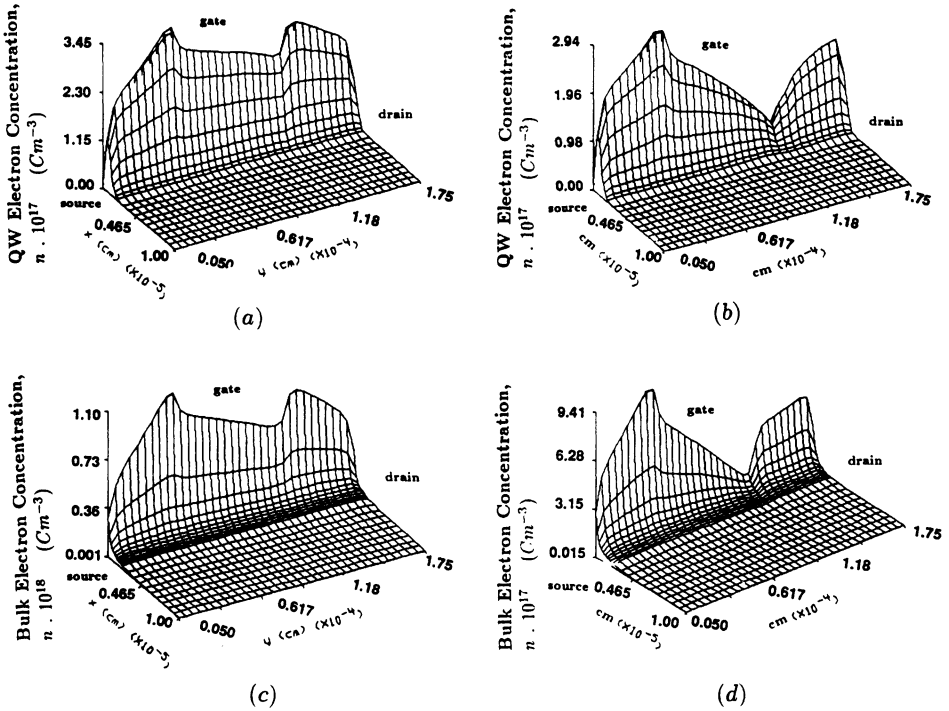 QW Electron Concentration,
n . 10^17 (Cm^-3)
gate
3.45
2.30
1.15
0.00
drain
source
0.465
1.00
x (cm) (x10^-5)
0.050
0.617
1.18
1.75
y (cm) (x10^-4)
(a)
QW Electron Concentration,
n . 10^17 (Cm^-3)
gate
2.94
1.96
0.98
0.00
drain
source
0.465
1.00
cm (x10^-5)
0.050
0.617
1.18
1.75
cm (x10^-4)
(b)
Bulk Electron Concentration,
n . 10^18 (Cm^-3)
gate
1.10
0.73
0.36
0.001
drain
source
0.465
1.00
x (cm) (x10^-5)
0.050
0.617
1.18
1.75
y (cm) (x10^-4)
(c)
Bulk Electron Concentration,
n . 10^17 (Cm^-3)
gate
9.41
6.28
3.15
0.015
drain
source
0.465
1.00
cm (x10^-5)
0.050
0.617
1.18
1.75
cm (x10^-4)
(d)